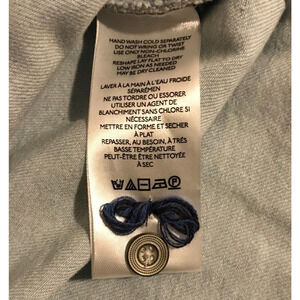 HAND WASH COLD SEPARATELY
DO NOT WRING OR TWIST
USE ONLY NON-CHLORINE
BLEACH
RESHAPE LAY FLAT TO DRY
LOW IRON AS NEEDED
MAY BE DRY CLEANED
LAVER À LA MAIN À L'EAU FROIDE
SÉPARÉMEN
NE PAS TORDRE OU ESSORER
UTILISER UN AGENT DE
BLANCHIMENT SANS CHLORE SI
NÉCESSAIRE
METTRE EN FORME ET SECHER
À PLAT
REPASSER, AU BESOIN, À TRÈS
BASSE TEMPÉRATURE
PEUT-ÊTRE ÊTRE NETTOYÉE
À SEC